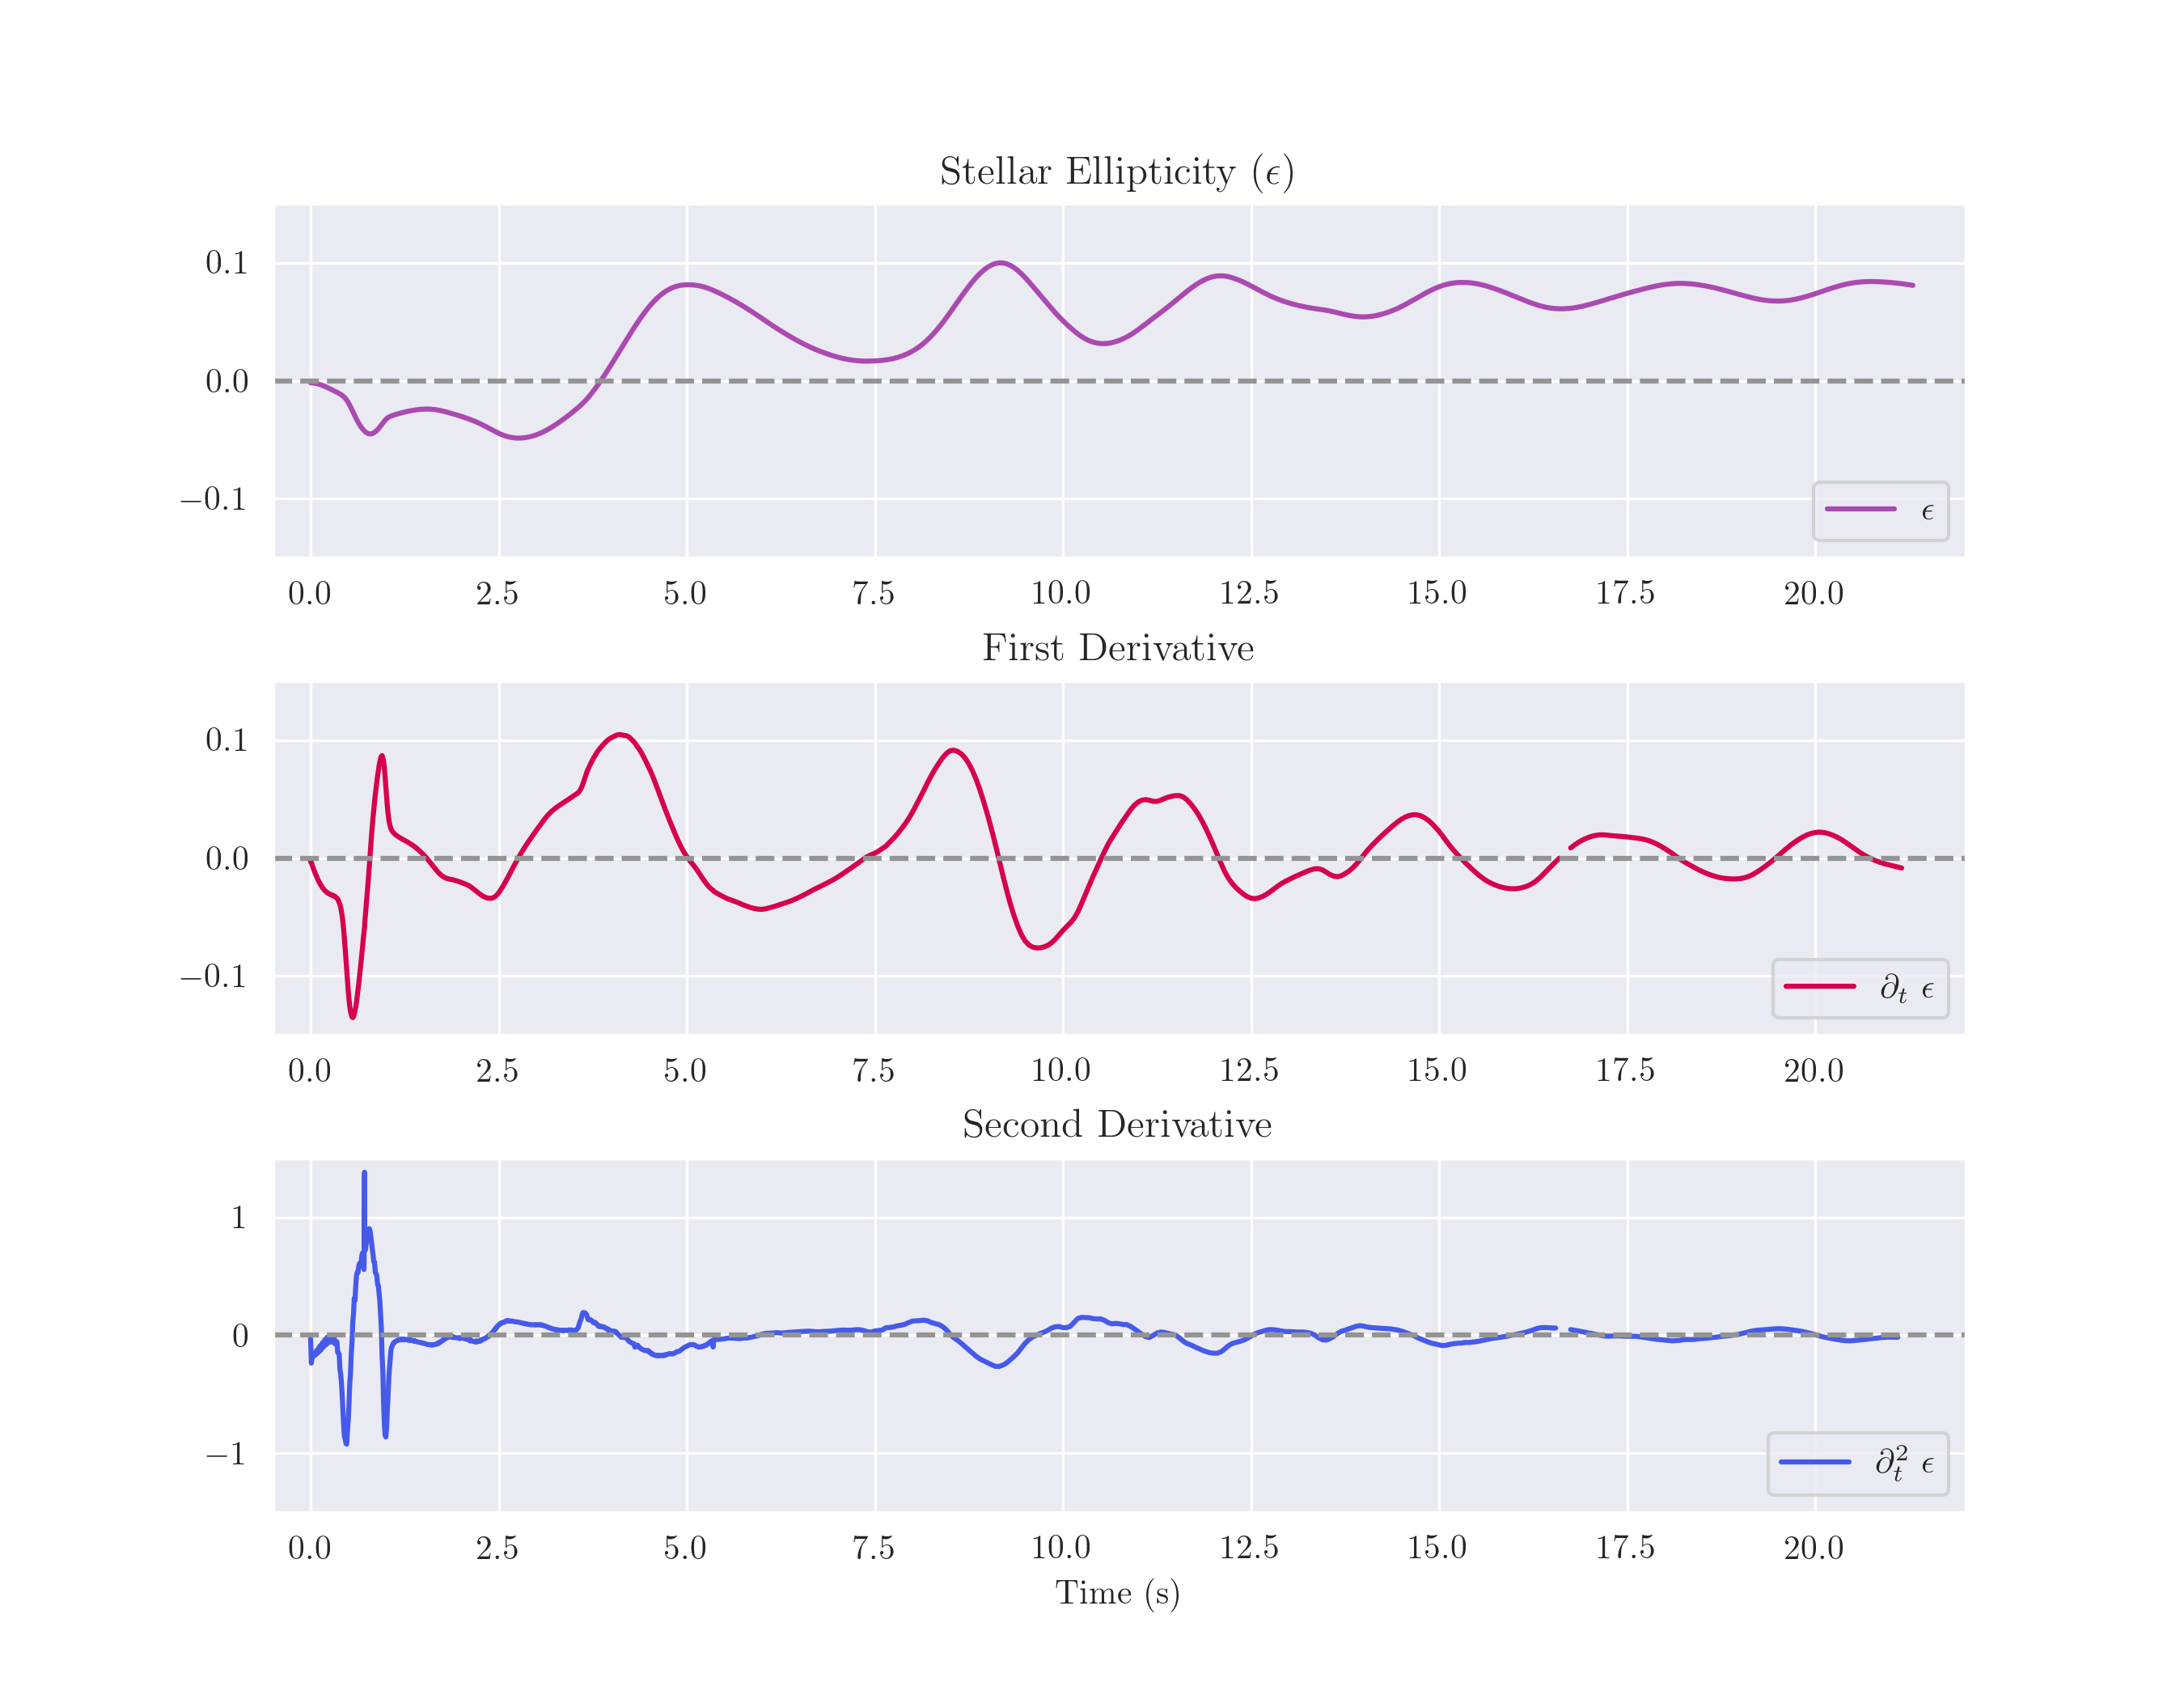 Stellar Ellipticity (ϵ)
0.1
0.0
−0.1
ϵ
0.0 2.5 5.0 7.5 10.0 12.5 15.0 17.5 20.0
First Derivative
0.1
0.0
−0.1
∂ₜ ϵ
0.0 2.5 5.0 7.5 10.0 12.5 15.0 17.5 20.0
Second Derivative
1
0
−1
∂ₜ² ϵ
0.0 2.5 5.0 7.5 10.0 12.5 15.0 17.5 20.0
Time (s)